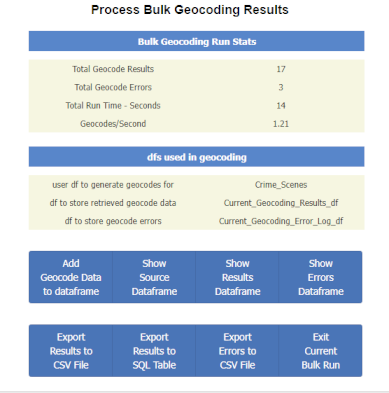 Process Bulk Geocoding Results
Bulk Geocoding Run Stats
Total Geocode Results 17
Total Geocode Errors 3
Total Run Time - Seconds 14
Geocodes/Second 1.21
dfs used in geocoding
user df to generate geocodes for Crime_Scenes
df to store retrieved geocode data Current_Geocoding_Results_df
df to store geocode errors Current_Geocoding_Error_Log_df
Add Geocode Data to dataframe
Show Source Dataframe
Show Results Dataframe
Show Errors Dataframe
Export Results to CSV File
Export Results to SQL Table
Export Errors to CSV File
Exit Current Bulk Run